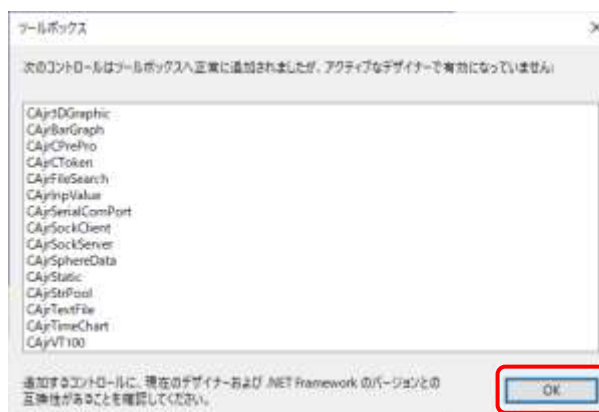 ツールボックス
次のコントロールはツールボックスへ正常に追加されましたが、アクティブなデザイナーで有効になっていません:
CAjr3DGraphic
CAjrBarGraph
CAjrCPrePro
CAjrCToken
CAjrFileSearch
CAjrInpValue
CAjrSerialComPort
CAjrSockClient
CAjrSockServer
CAjrSphereData
CAjrStatic
CAjrStrPool
CAjrTextFile
CAjrTimeChart
CAjrVT100
追加するコントロールに、現在のデザイナーおよび .NET Framework のバージョンとの
互換性があることを確認してください。
OK